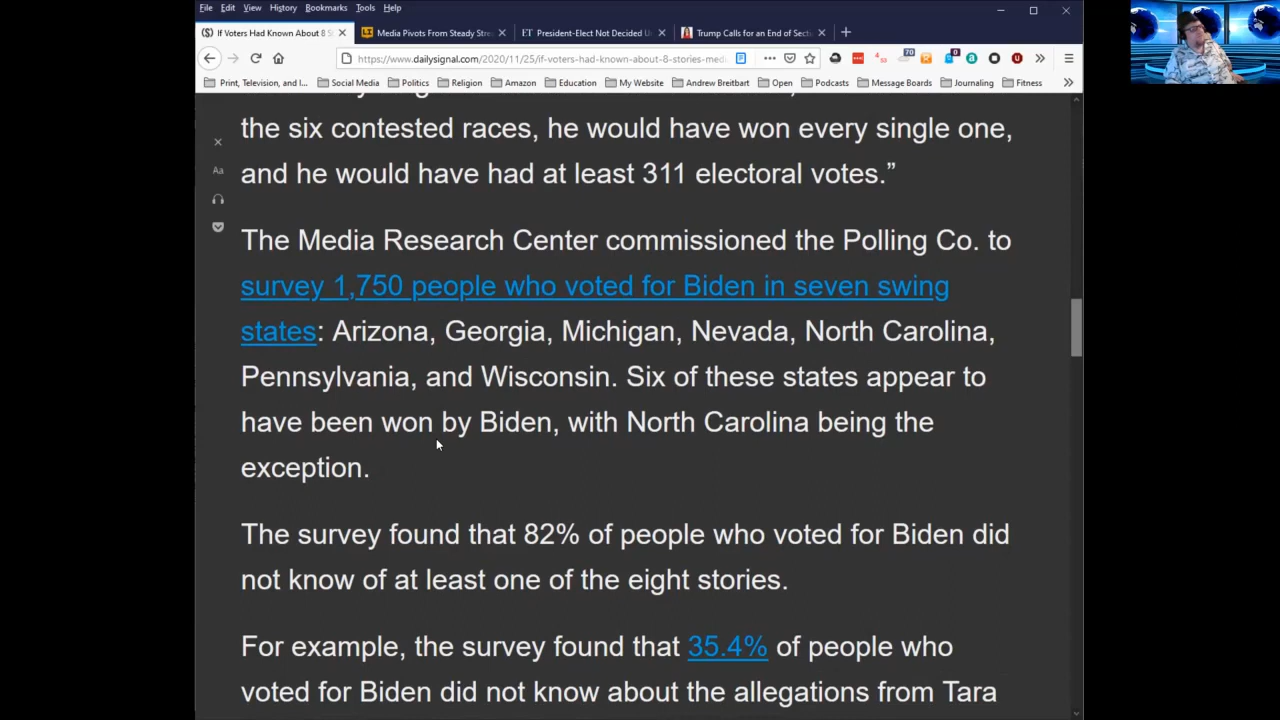 File Edit View History Bookmarks Tools Help
If Voters Had Known About 8 S
Media Pivots From Steady Stre
ET President-Elect Not Decided U
Trump Calls for an End of Sect
https://www.dailysignal.com/2020/11/25/if-voters-had-known-about-8-stories-med
70
0
Print, Television, and I... Social Media Politics Religion Amazon Education My Website Andrew Breitbart Open Podcasts Message Boards Journaling Fitness
the six contested races, he would have won every single one,
and he would have had at least 311 electoral votes.”
Aa
The Media Research Center commissioned the Polling Co. to
survey 1,750 people who voted for Biden in seven swing
states: Arizona, Georgia, Michigan, Nevada, North Carolina,
Pennsylvania, and Wisconsin. Six of these states appear to
have been won by Biden, with North Carolina being the
exception.
The survey found that 82% of people who voted for Biden did
not know of at least one of the eight stories.
For example, the survey found that 35.4% of people who
voted for Biden did not know about the allegations from Tara